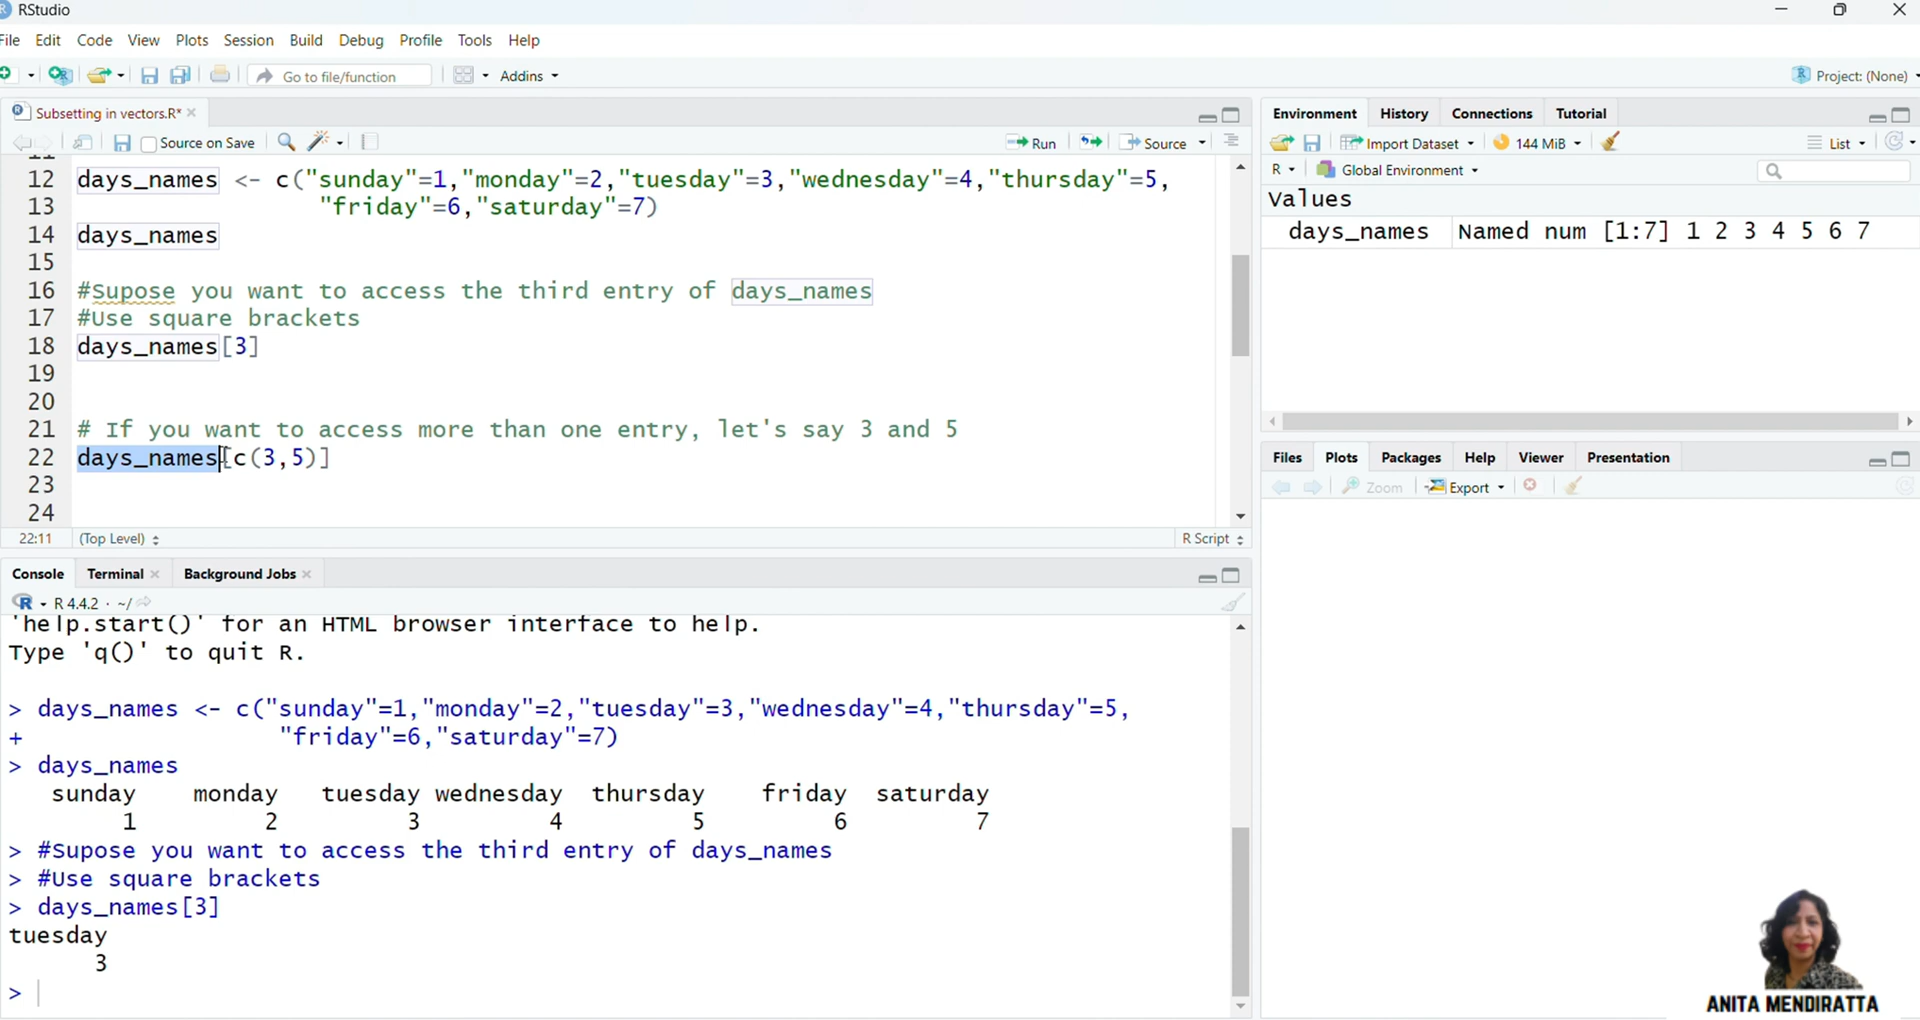 RStudio
File Edit Code View Plots Session Build Debug Profile Tools Help
Go to file/function Addins Project: (None)
Subsetting in vectors.R*
Source on Save Run Source
12 days_names <- c("sunday"=1,"monday"=2,"tuesday"=3,"wednesday"=4,"thursday"=5,
13 "friday"=6,"saturday"=7)
14 days_names
15
16 #Supose you want to access the third entry of days_names
17 #Use square brackets
18 days_names[3]
19
20
21 # If you want to access more than one entry, let's say 3 and 5
22 days_names[c(3,5)]
23
24
22:11 (Top Level) R Script
Console Terminal Background Jobs
R 4.4.2 · ~/
'help.start()' for an HTML browser interface to help.
Type 'q()' to quit R.
> days_names <- c("sunday"=1,"monday"=2,"tuesday"=3,"wednesday"=4,"thursday"=5,
+ "friday"=6,"saturday"=7)
> days_names
sunday monday tuesday wednesday thursday friday saturday
1 2 3 4 5 6 7
> #Supose you want to access the third entry of days_names
> #Use square brackets
> days_names[3]
tuesday
3
>
Environment History Connections Tutorial
Import Dataset 144 MiB List
R Global Environment
Values
days_names Named num [1:7] 1 2 3 4 5 6 7
Files Plots Packages Help Viewer Presentation
Zoom Export
ANITA MENDIRATTA